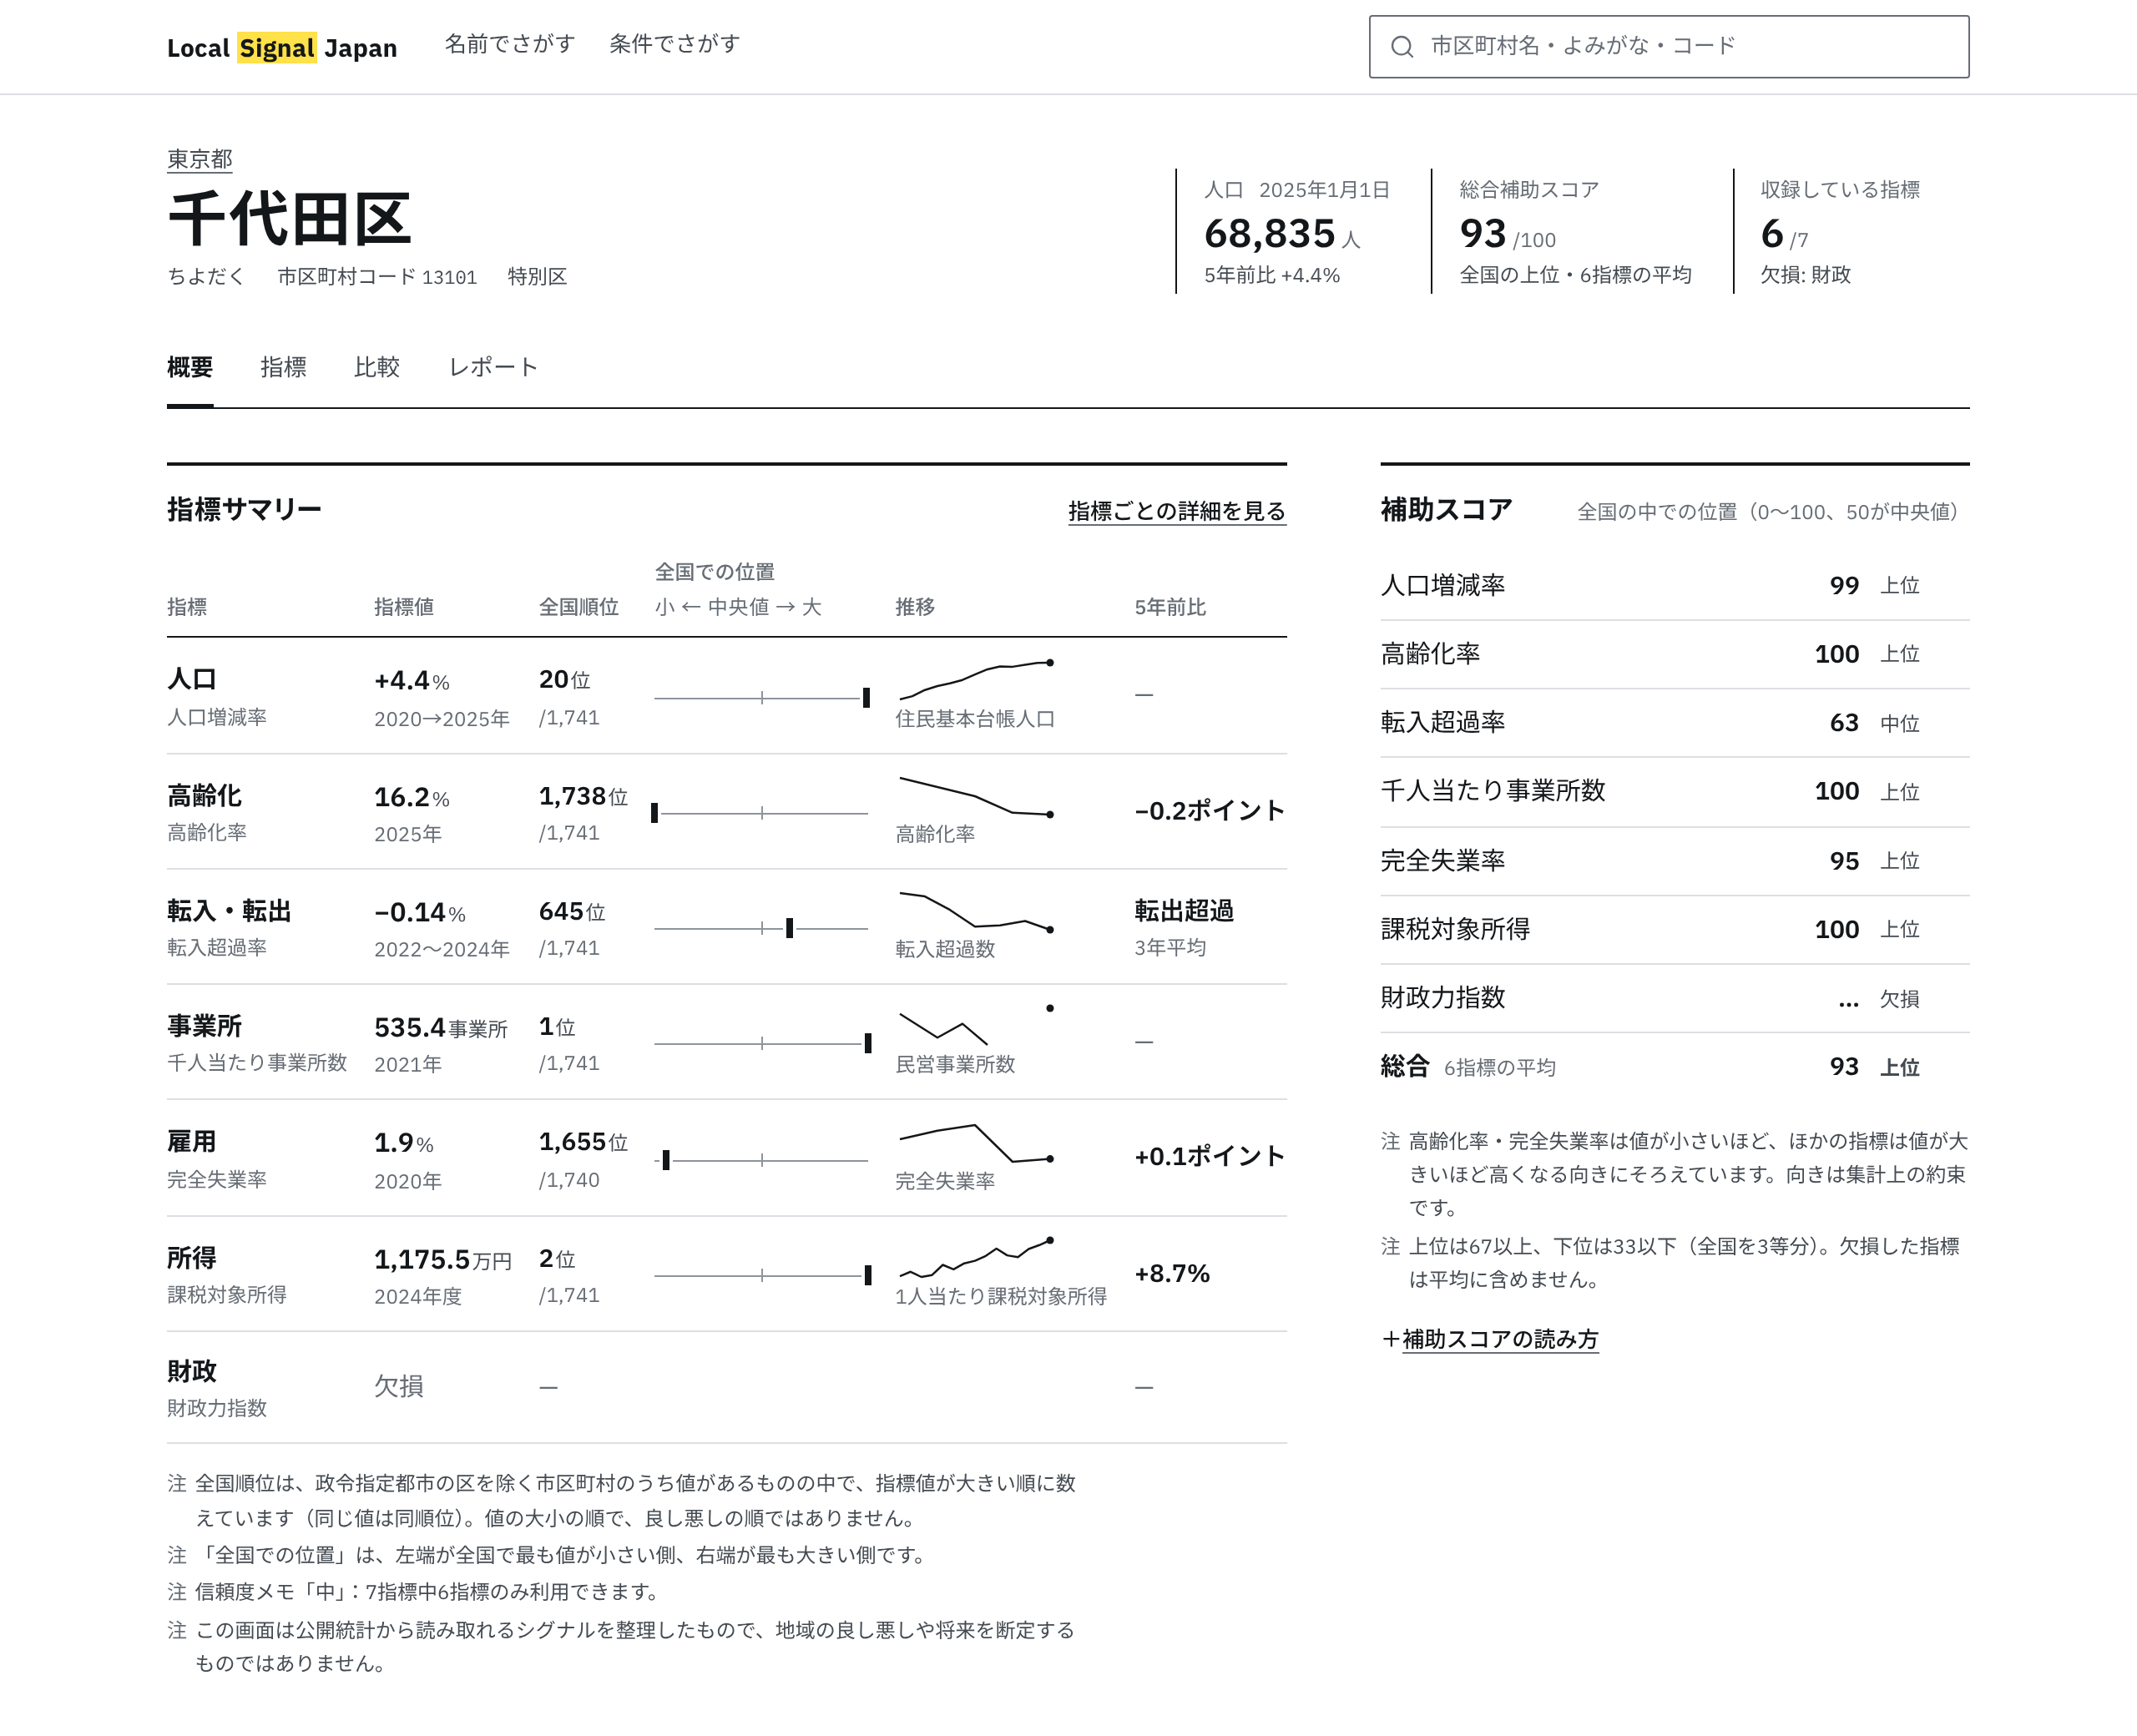 Local Signal Japan 名前でさがす 条件でさがす 市区町村名・よみがな・コード
東京都
千代田区
ちよだく 市区町村コード 13101 特別区
人口 2025年1月1日
68,835 人
5年前比 +4.4%
総合補助スコア
93 /100
全国の上位・6指標の平均
収録している指標
6 /7
欠損: 財政
概要 指標 比較 レポート
指標サマリー 指標ごとの詳細を見る
全国での位置
指標 指標値 全国順位 小 ← 中央値 → 大 推移 5年前比
人口 +4.4% 20位 —
人口増減率 2020→2025年 /1,741 住民基本台帳人口
高齢化 16.2% 1,738位 −0.2ポイント
高齢化率 2025年 /1,741 高齢化率
転入・転出 −0.14% 645位 転出超過
転入超過率 2022〜2024年 /1,741 転入超過数 3年平均
事業所 535.4事業所 1位 —
千人当たり事業所数 2021年 /1,741 民営事業所数
雇用 1.9% 1,655位 +0.1ポイント
完全失業率 2020年 /1,740 完全失業率
所得 1,175.5万円 2位 +8.7%
課税対象所得 2024年度 /1,741 1人当たり課税対象所得
財政 欠損 — —
財政力指数
注 全国順位は、政令指定都市の区を除く市区町村のうち値があるものの中で、指標値が大きい順に数
えています（同じ値は同順位）。値の大小の順で、良し悪しの順ではありません。
注 「全国での位置」は、左端が全国で最も値が小さい側、右端が最も大きい側です。
注 信頼度メモ「中」：7指標中6指標のみ利用できます。
注 この画面は公開統計から読み取れるシグナルを整理したもので、地域の良し悪しや将来を断定する
ものではありません。
補助スコア 全国の中での位置（0〜100、50が中央値）
人口増減率 99 上位
高齢化率 100 上位
転入超過率 63 中位
千人当たり事業所数 100 上位
完全失業率 95 上位
課税対象所得 100 上位
財政力指数 … 欠損
総合 6指標の平均 93 上位
注 高齢化率・完全失業率は値が小さいほど、ほかの指標は値が大
きいほど高くなる向きにそろえています。向きは集計上の約束
です。
注 上位は67以上、下位は33以下（全国を3等分）。欠損した指標
は平均に含めません。
＋補助スコアの読み方